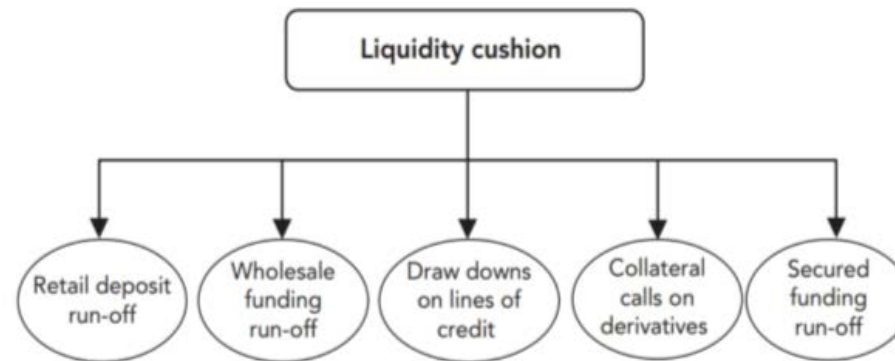 Liquidity cushion
Retail deposit
run-off
Wholesale
funding
run-off
Draw downs
on lines of
credit
Collateral
calls on
derivatives
Secured
funding
run-off